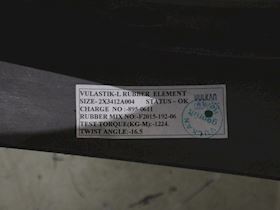 VULASTIK-L RUBBER ELEMENT
SIZE- 2X3412A004 STATUS - OK
CHARGE NO :-895-0611
RUBBER MIX NO:-F2015-192-06
TEST TORQUE(KG-M):-1224.
TWIST ANGLE:-16.5
VULKAN